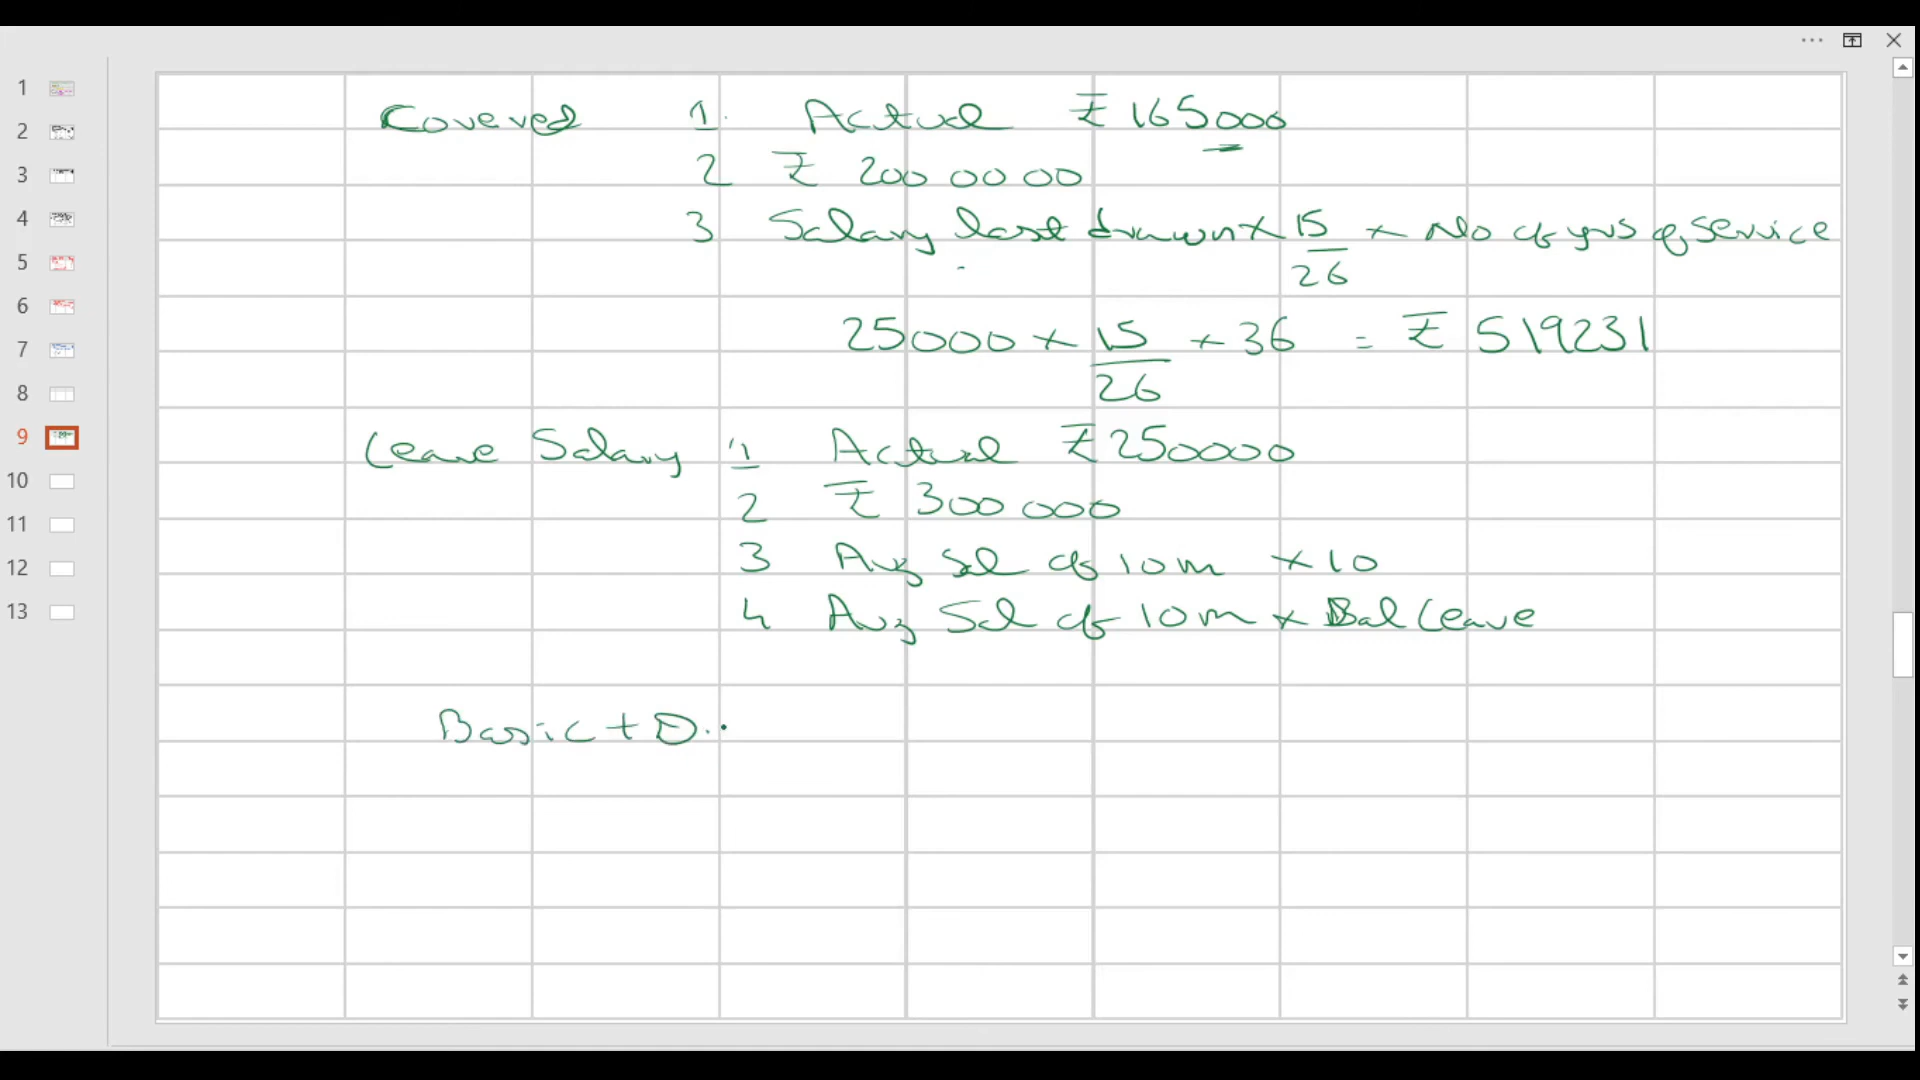 1
2
3
4
5
6
7
8
9
10
11
12
13
Covered 1. Actual ₹ 165000
2 ₹ 200 00 00
3 Salary last drawn x 15/26 x No of yrs of service
25000 x 15/26 x 36 = ₹ 519231
Leave Salary 1 Actual ₹ 250000
2 ₹ 300 000
3 Avg Sal of 10 m x 10
4 Avg Sal of 10 m x Bal Leave
Basic + D.